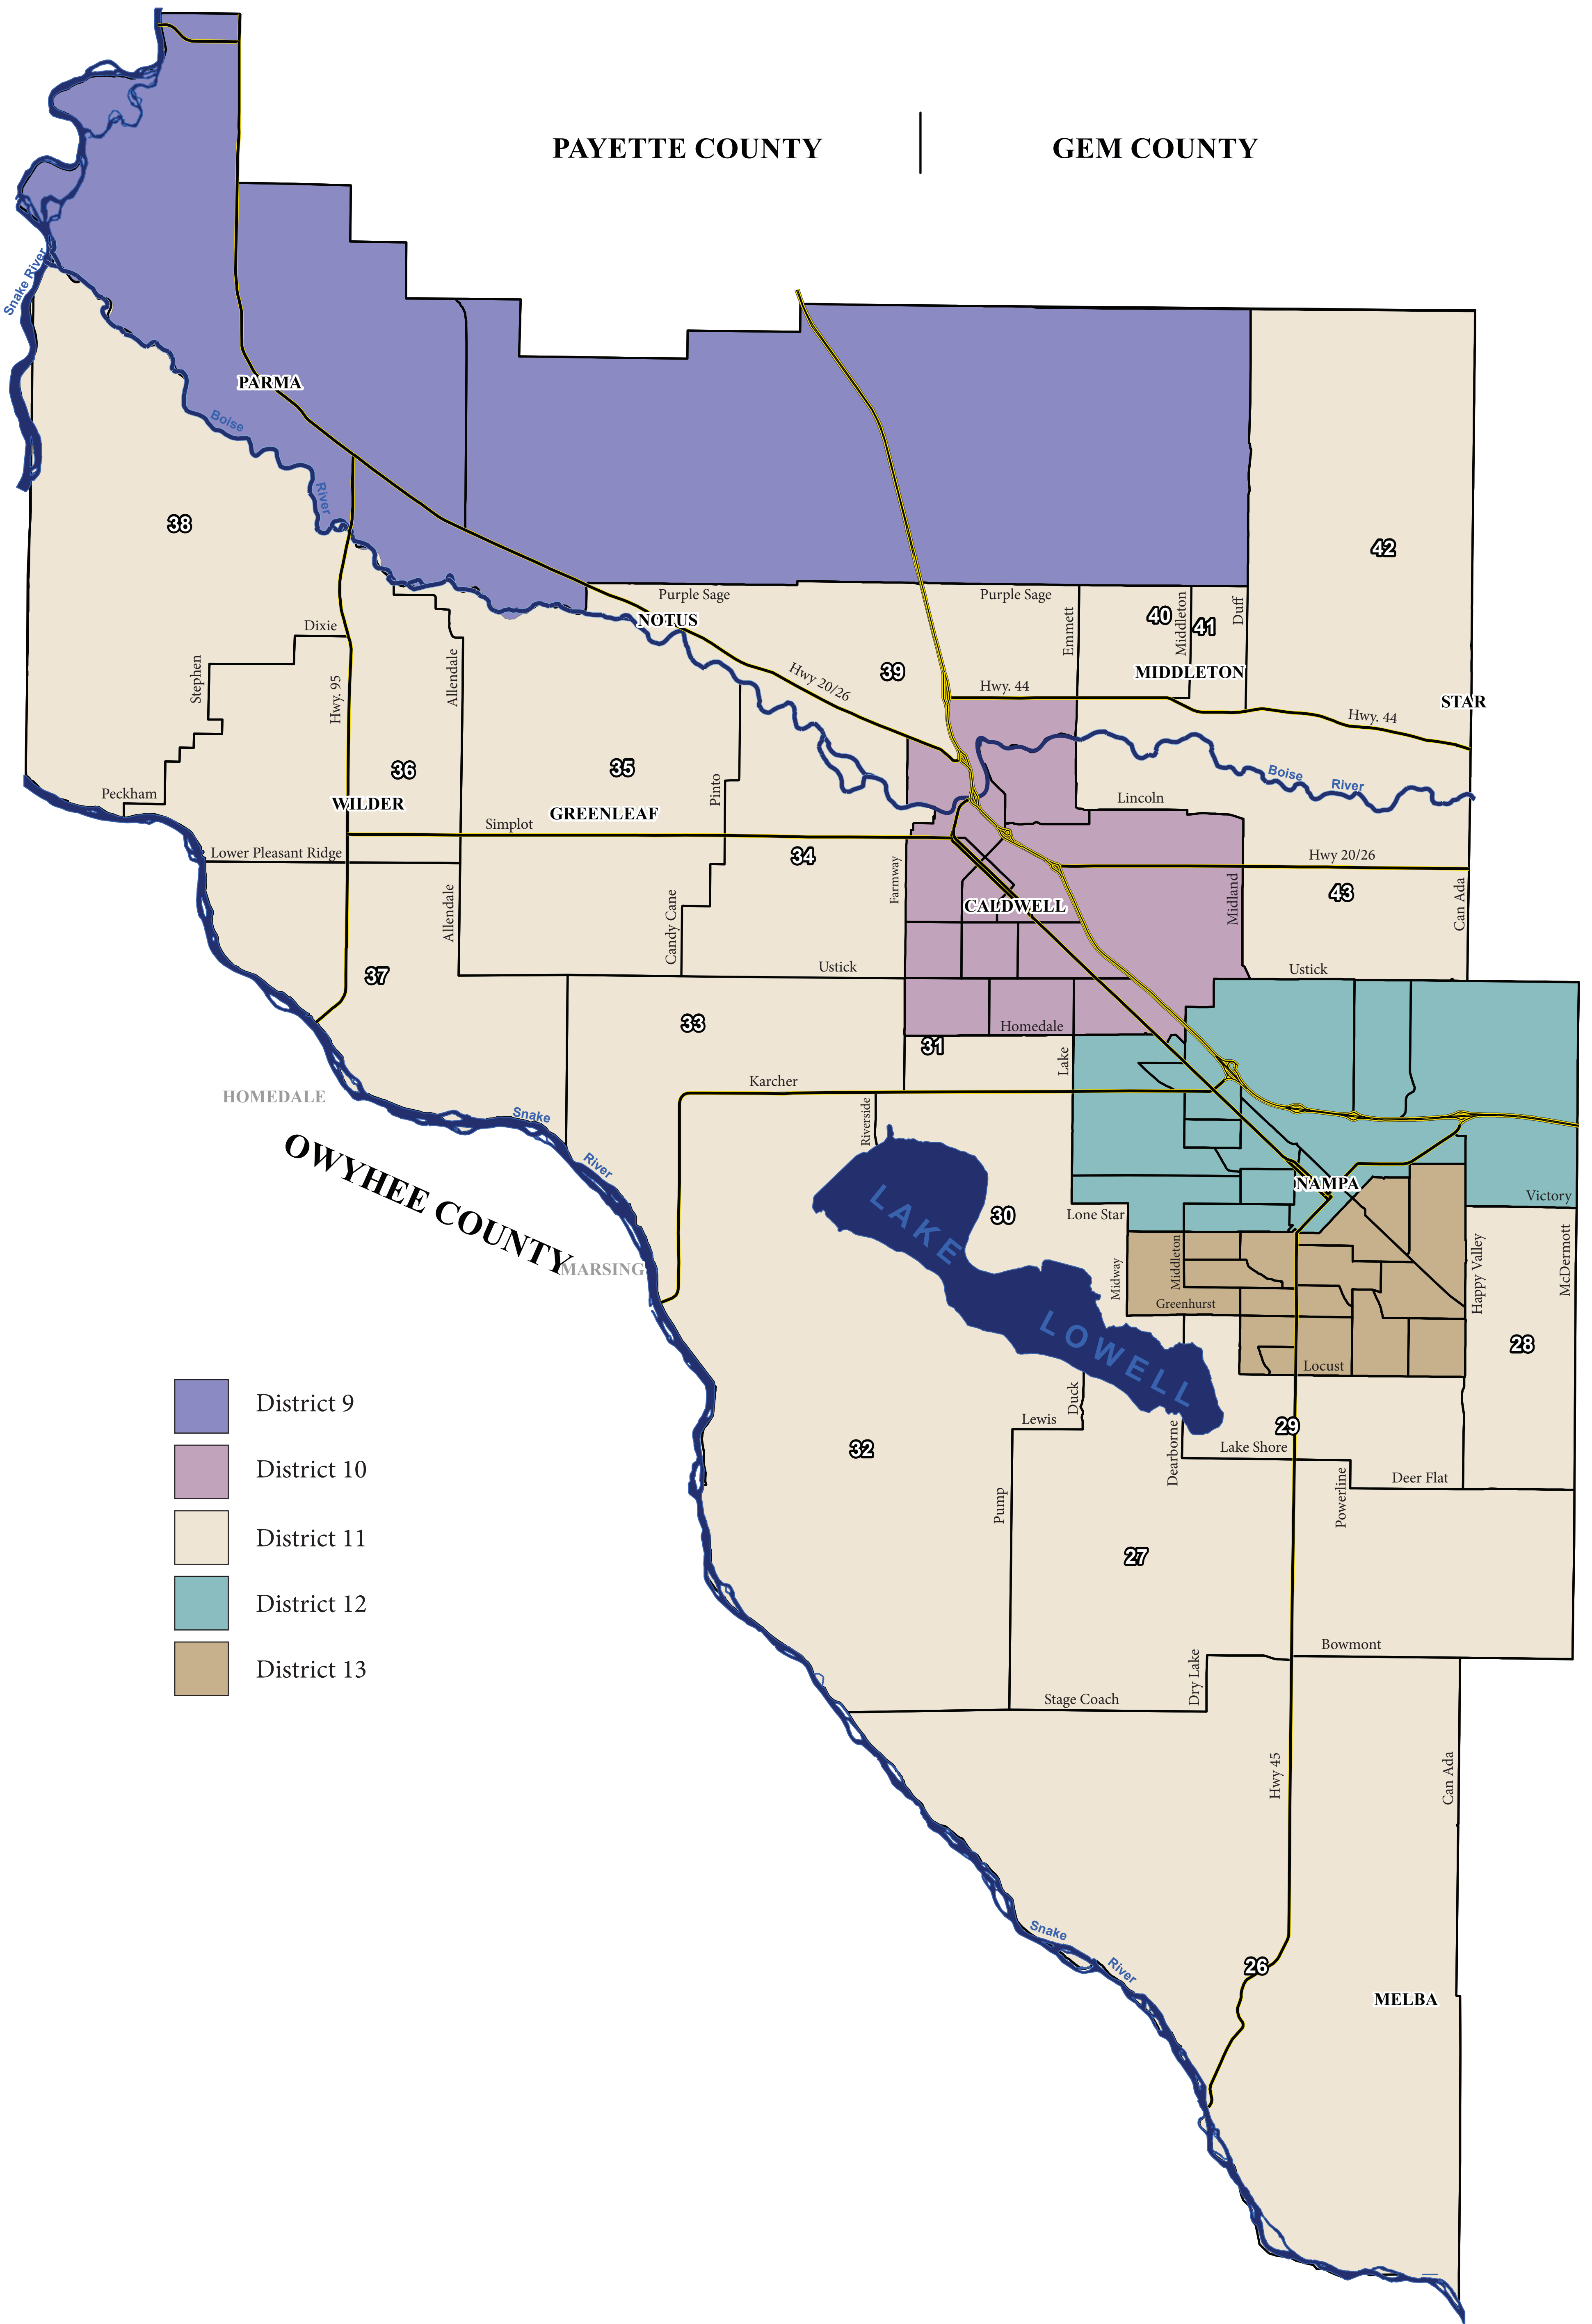 PAYETTE COUNTY
GEM COUNTY
Snake River
PARMA
Boise
River
38
42
Purple Sage
Purple Sage
NOTUS
Emmett
40
Middleton
41
Duff
Dixie
Stephen
Hwy. 95
Allendale
Hwy 20/26
39
MIDDLETON
Hwy. 44
STAR
Hwy. 44
36
35
Pinto
Boise
River
Peckham
WILDER
GREENLEAF
Lincoln
Simplot
Lower Pleasant Ridge
34
Hwy 20/26
Farmway
Allendale
Candy Cane
CALDWELL
Midland
43
Can Ada
37
Ustick
Ustick
33
Homedale
31
Lake
HOMEDALE
Karcher
Riverside
Snake
River
OWYHEE COUNTY
MARSING
LAKE
LOWELL
30
Lone Star
NAMPA
Victory
Midway
Middleton
Happy Valley
McDermott
Greenhurst
28
Locust
District 9
District 10
District 11
District 12
District 13
32
Duck
Lewis
29
Dearborne
Lake Shore
Powerline
Deer Flat
Pump
27
Bowmont
Dry Lake
Stage Coach
Hwy 45
Can Ada
Snake
River
26
MELBA